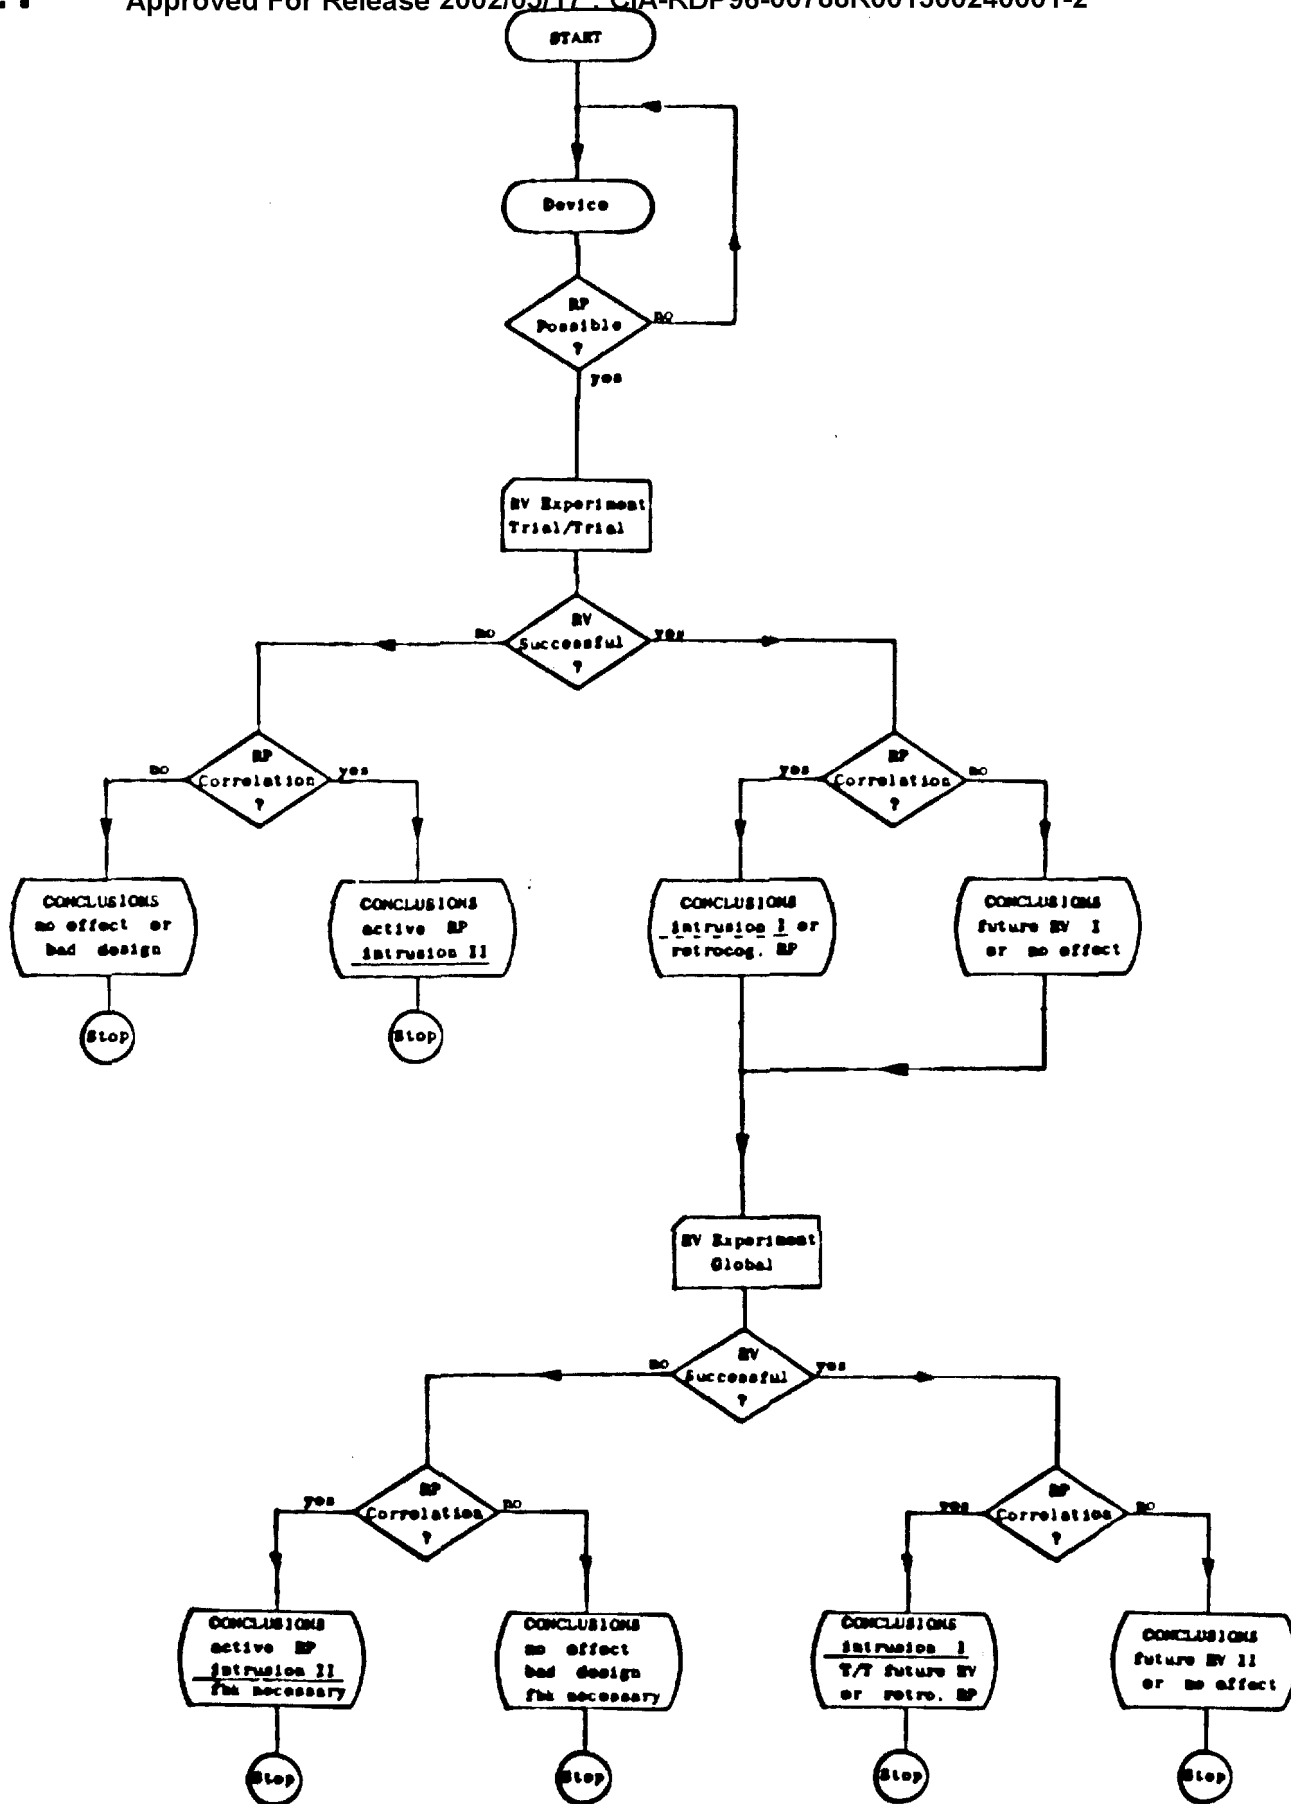 Approved For Release 2002/05/17 : CIA-RDP96-00788R001300240001-2
START
Device
RP
Possible
?
no
yes
RV Experiment
Trial/Trial
RV
Successful
?
no
yes
RP
Correlation
?
no
yes
RP
Correlation
?
yes
no
CONCLUSIONS
no effect or
bad design
CONCLUSIONS
active RP
intrusion II
CONCLUSIONS
intrusion I or
retrocog. RP
CONCLUSIONS
future RV I
or no effect
Stop
Stop
RV Experiment
Global
RV
Successful
?
no
yes
RP
Correlation
?
yes
no
RP
Correlation
?
yes
no
CONCLUSIONS
active RP
intrusion II
fbk necessary
CONCLUSIONS
no effect
bad design
fbk necessary
CONCLUSIONS
intrusion I
T/T future RV
or retro. RP
CONCLUSIONS
future RV II
or no effect
Stop
Stop
Stop
Stop